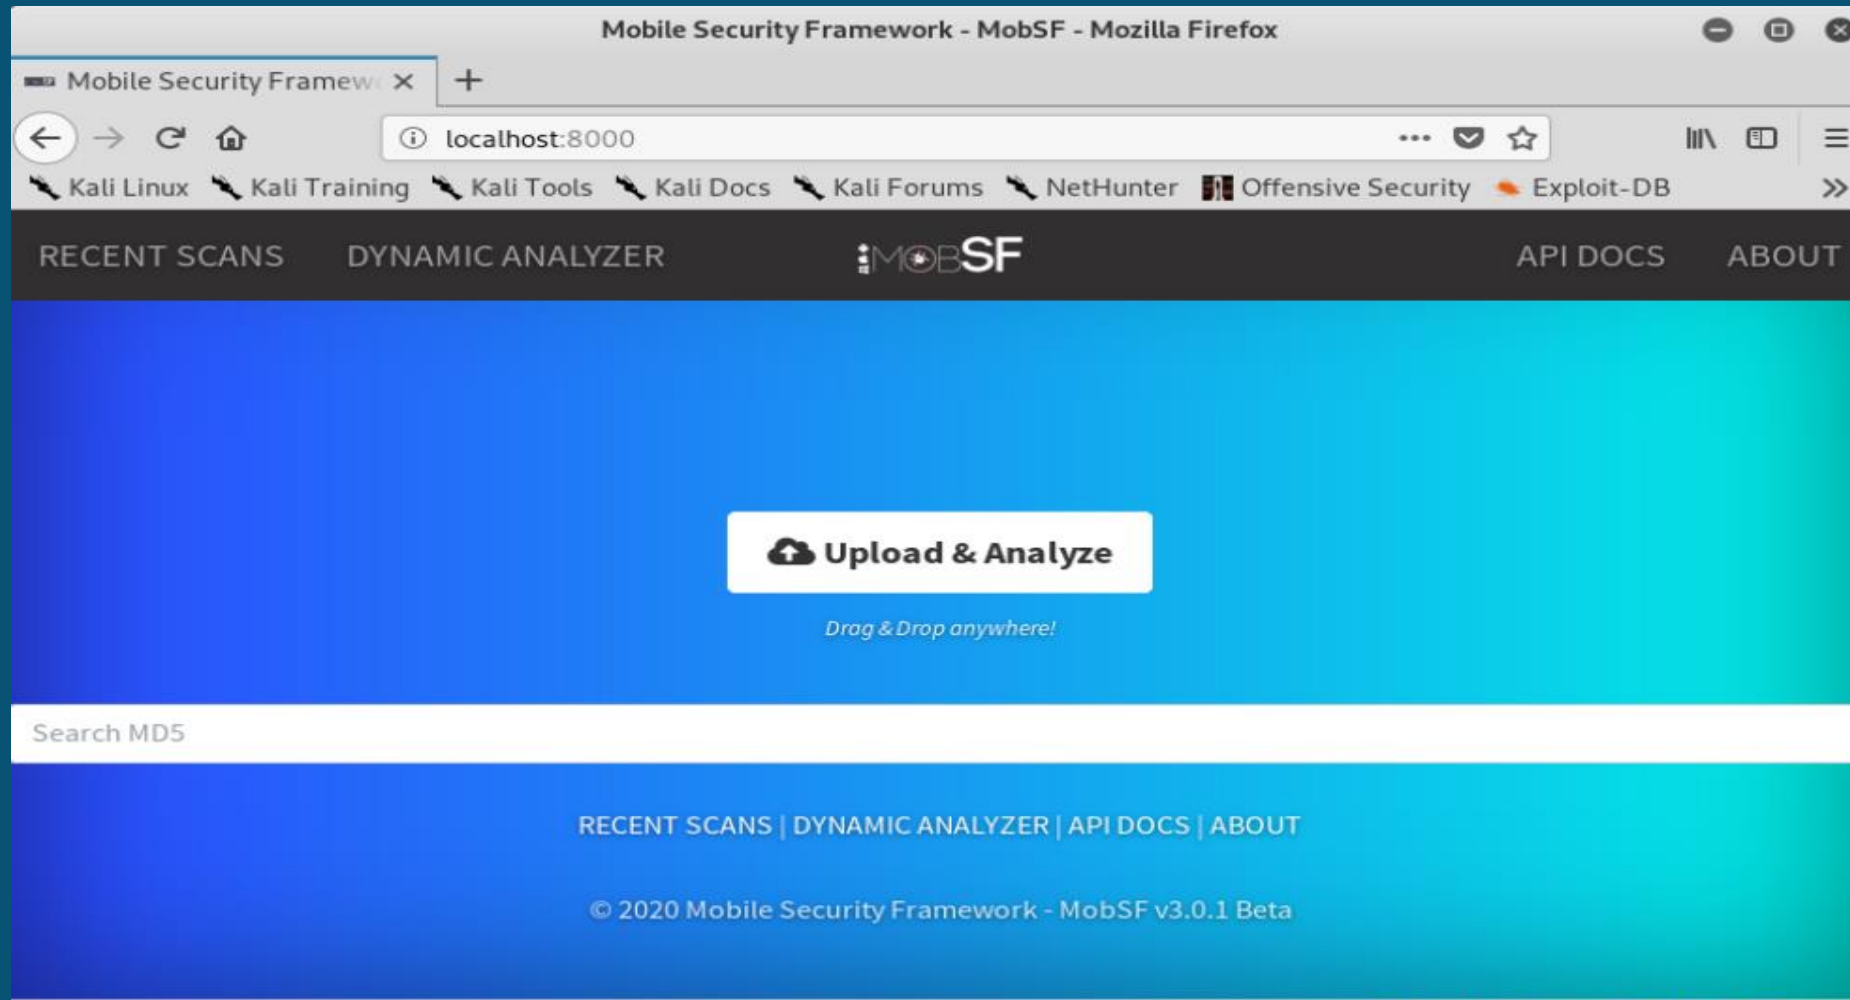 Mobile Security Framework - MobSF - Mozilla Firefox
Mobile Security Framew
localhost:8000
Kali Linux Kali Training Kali Tools Kali Docs Kali Forums NetHunter Offensive Security Exploit-DB
RECENT SCANS DYNAMIC ANALYZER MOBSF API DOCS ABOUT
Upload & Analyze
Drag & Drop anywhere!
Search MD5
RECENT SCANS | DYNAMIC ANALYZER | API DOCS | ABOUT
© 2020 Mobile Security Framework - MobSF v3.0.1 Beta